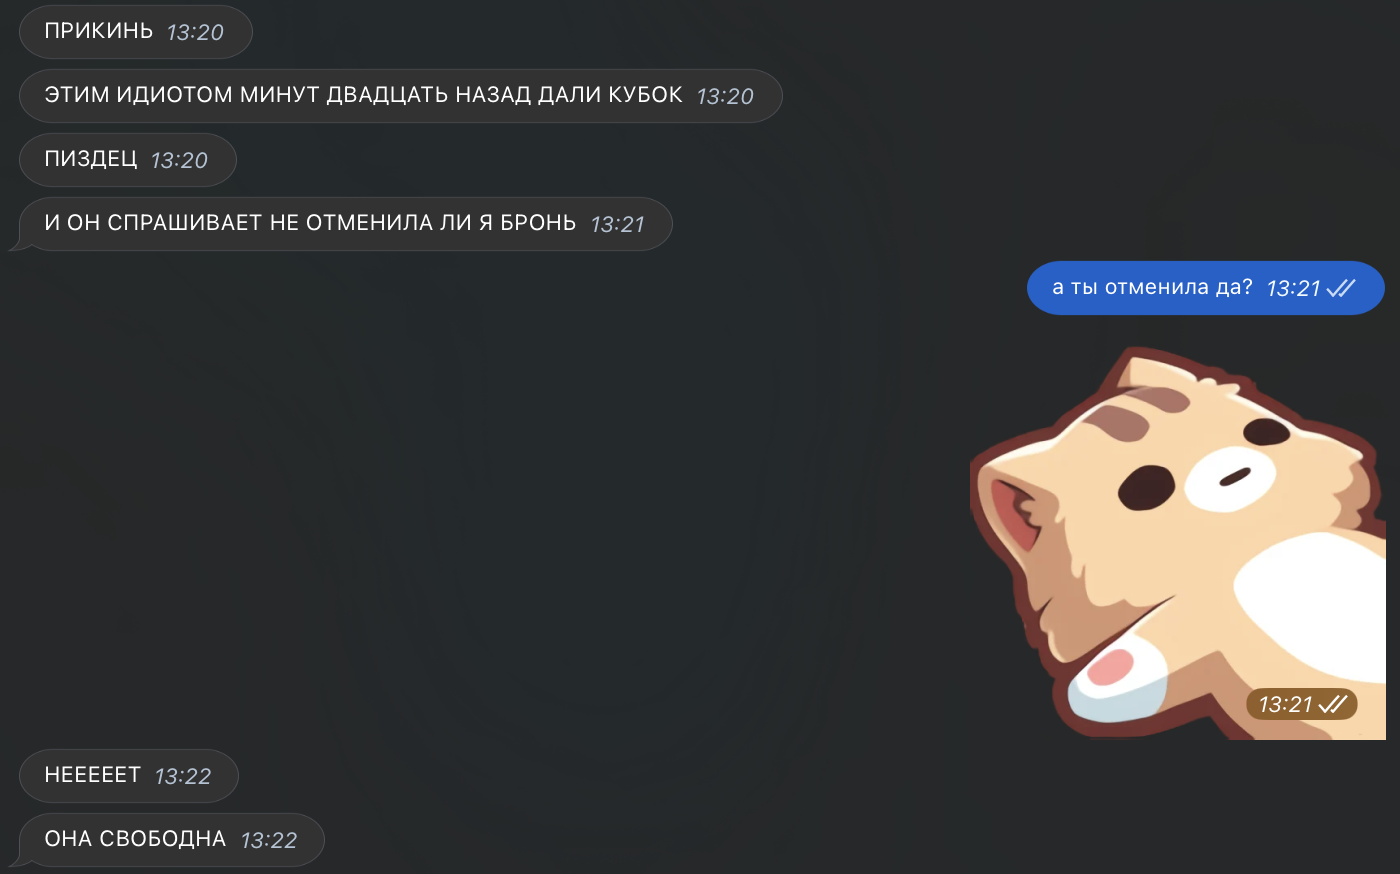 ПРИКИНЬ 13:20
ЭТИМ ИДИОТОМ МИНУТ ДВАДЦАТЬ НАЗАД ДАЛИ КУБОК 13:20
ПИЗДЕЦ 13:20
И ОН СПРАШИВАЕТ НЕ ОТМЕНИЛА ЛИ Я БРОНЬ 13:21
а ты отменила да? 13:21
13:21
НЕЕЕЕЕТ 13:22
ОНА СВОБОДНА 13:22